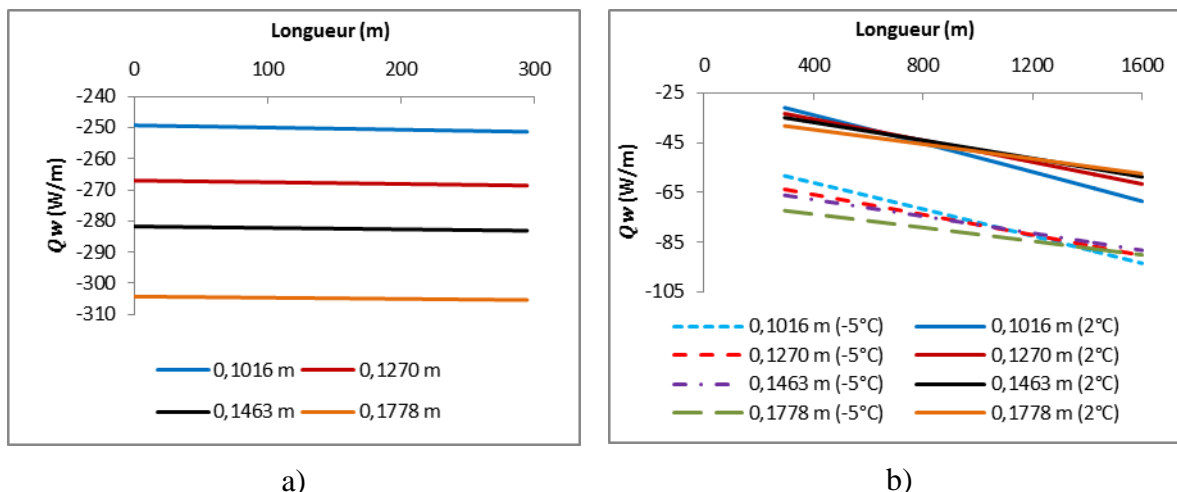 Longueur (m)
0 100 200 300
-240
-250
-260
-270
-280
-290
-300
-310
Qw (W/m)
0,1016 m 0,1270 m
0,1463 m 0,1778 m
a)
Longueur (m)
0 400 800 1200 1600
-25
-45
-65
-85
-105
Qw (W/m)
0,1016 m (-5°C) 0,1016 m (2°C)
0,1270 m (-5°C) 0,1270 m (2°C)
0,1463 m (-5°C) 0,1463 m (2°C)
0,1778 m (-5°C) 0,1778 m (2°C)
b)